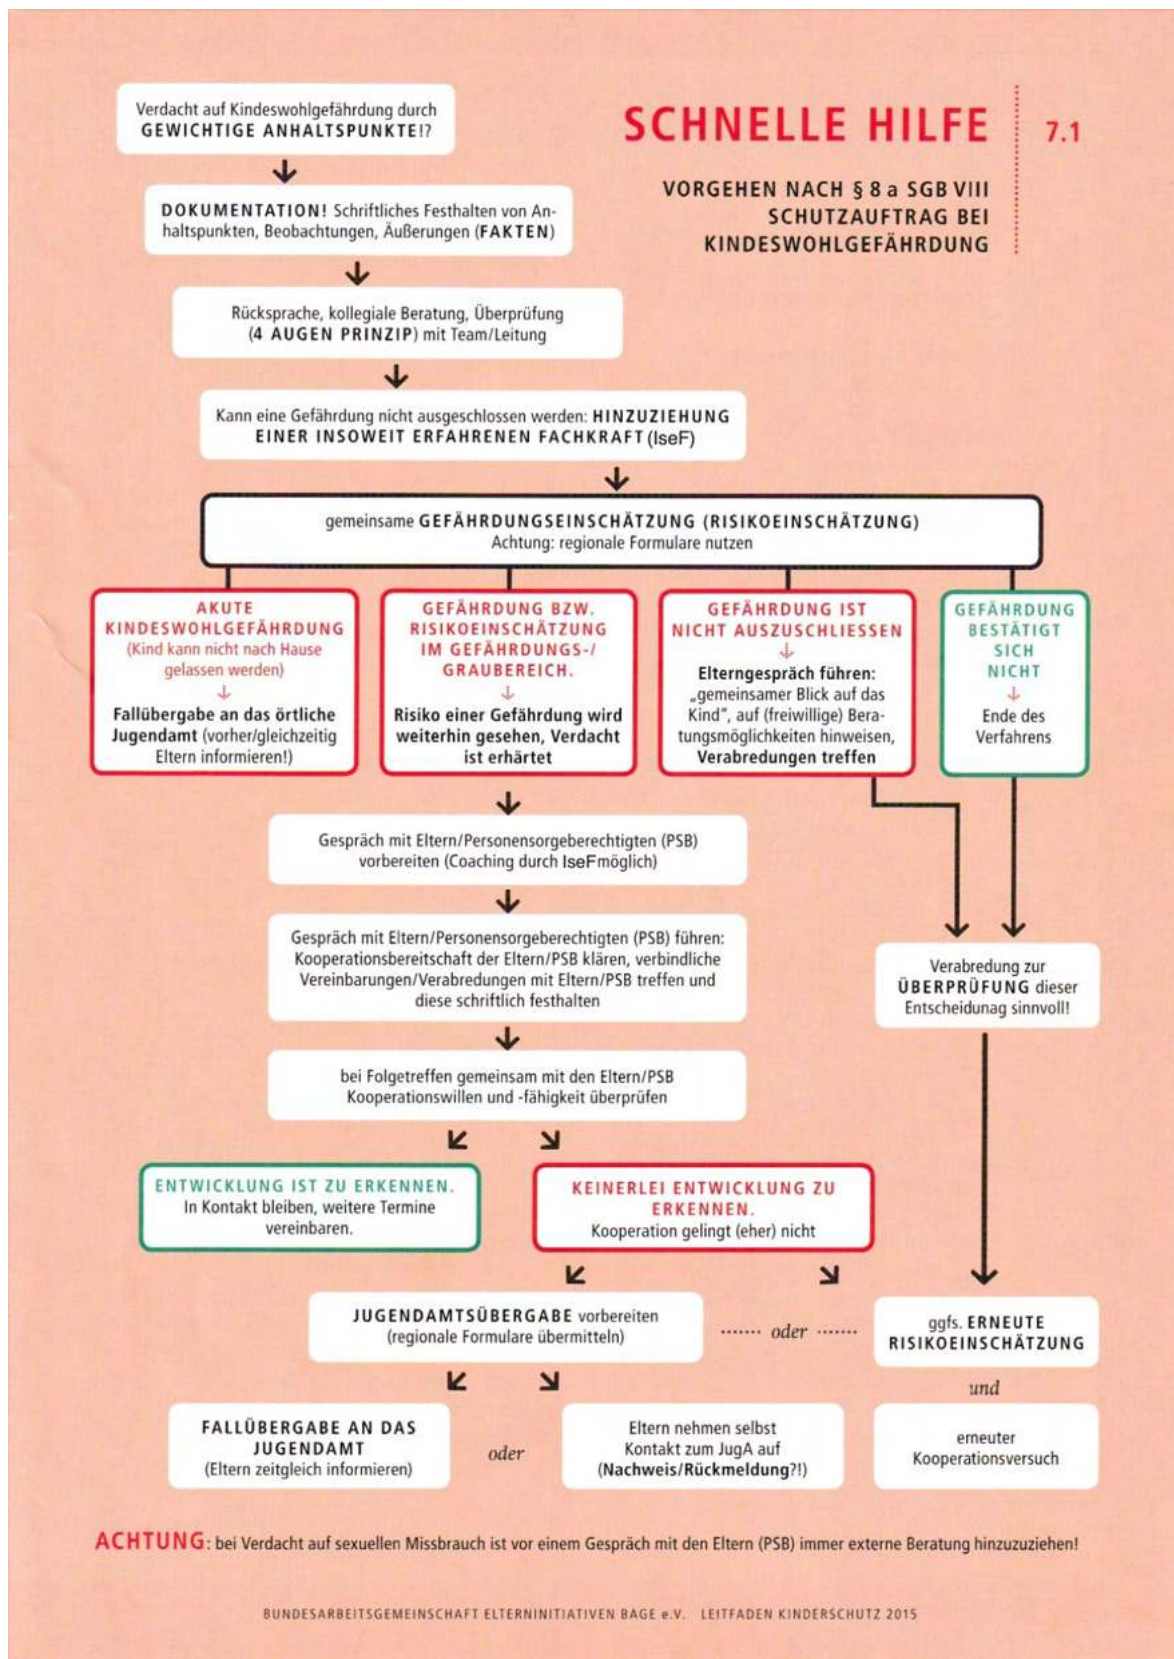 Verdacht auf Kindeswohlgefährdung durch
GEWICHTIGE ANHALTSPUNKTE!?
SCHNELLE HILFE
7.1
VORGEHEN NACH § 8 a SGB VIII
SCHUTZAUFTRAG BEI
KINDESWOHLGEFÄHRDUNG
DOKUMENTATION! Schriftliches Festhalten von An-
haltspunkten, Beobachtungen, Äußerungen (FAKTEN)
Rücksprache, kollegiale Beratung, Überprüfung
(4 AUGEN PRINZIP) mit Team/Leitung
Kann eine Gefährdung nicht ausgeschlossen werden: HINZUZIEHUNG
EINER INSOWEIT ERFAHRENEN FACHKRAFT (IseF)
gemeinsame GEFÄHRDUNGSEINSCHÄTZUNG (RISIKOEINSCHÄTZUNG)
Achtung: regionale Formulare nutzen
AKUTE
KINDESWOHLGEFÄHRDUNG
(Kind kann nicht nach Hause
gelassen werden)
Fallübergabe an das örtliche
Jugendamt (vorher/gleichzeitig
Eltern informieren!)
GEFÄHRDUNG BZW.
RISIKOEINSCHÄTZUNG
IM GEFÄHRDUNGS-/
GRAUBEREICH.
Risiko einer Gefährdung wird
weiterhin gesehen, Verdacht
ist erhärtet
GEFÄHRDUNG IST
NICHT AUSZUSCHLIESSEN
Elterngespräch führen:
„gemeinsamer Blick auf das
Kind“, auf (freiwillige) Bera-
tungsmöglichkeiten hinweisen,
Verabredungen treffen
GEFÄHRDUNG
BESTÄTIGT
SICH
NICHT
Ende des
Verfahrens
Gespräch mit Eltern/Personensorgeberechtigten (PSB)
vorbereiten (Coaching durch IseF möglich)
Gespräch mit Eltern/Personensorgeberechtigten (PSB) führen:
Kooperationsbereitschaft der Eltern/PSB klären, verbindliche
Vereinbarungen/Verabredungen mit Eltern/PSB treffen und
diese schriftlich festhalten
Verabredung zur
ÜBERPRÜFUNG dieser
Entscheidunag sinnvoll!
bei Folgetreffen gemeinsam mit den Eltern/PSB
Kooperationswillen und -fähigkeit überprüfen
ENTWICKLUNG IST ZU ERKENNEN.
In Kontakt bleiben, weitere Termine
vereinbaren.
KEINERLEI ENTWICKLUNG ZU
ERKENNEN.
Kooperation gelingt (eher) nicht
JUGENDAMTSÜBERGABE vorbereiten
(regionale Formulare übermitteln)
....... oder .......
ggfs. ERNEUTE
RISIKOEINSCHÄTZUNG
und
FALLÜBERGABE AN DAS
JUGENDAMT
(Eltern zeitgleich informieren)
oder
Eltern nehmen selbst
Kontakt zum JugA auf
(Nachweis/Rückmeldung?!)
erneuter
Kooperationsversuch
ACHTUNG: bei Verdacht auf sexuellen Missbrauch ist vor einem Gespräch mit den Eltern (PSB) immer externe Beratung hinzuzuziehen!
BUNDESARBEITSGEMEINSCHAFT ELTERNINITIATIVEN BAGE e.V. LEITFADEN KINDERSCHUTZ 2015